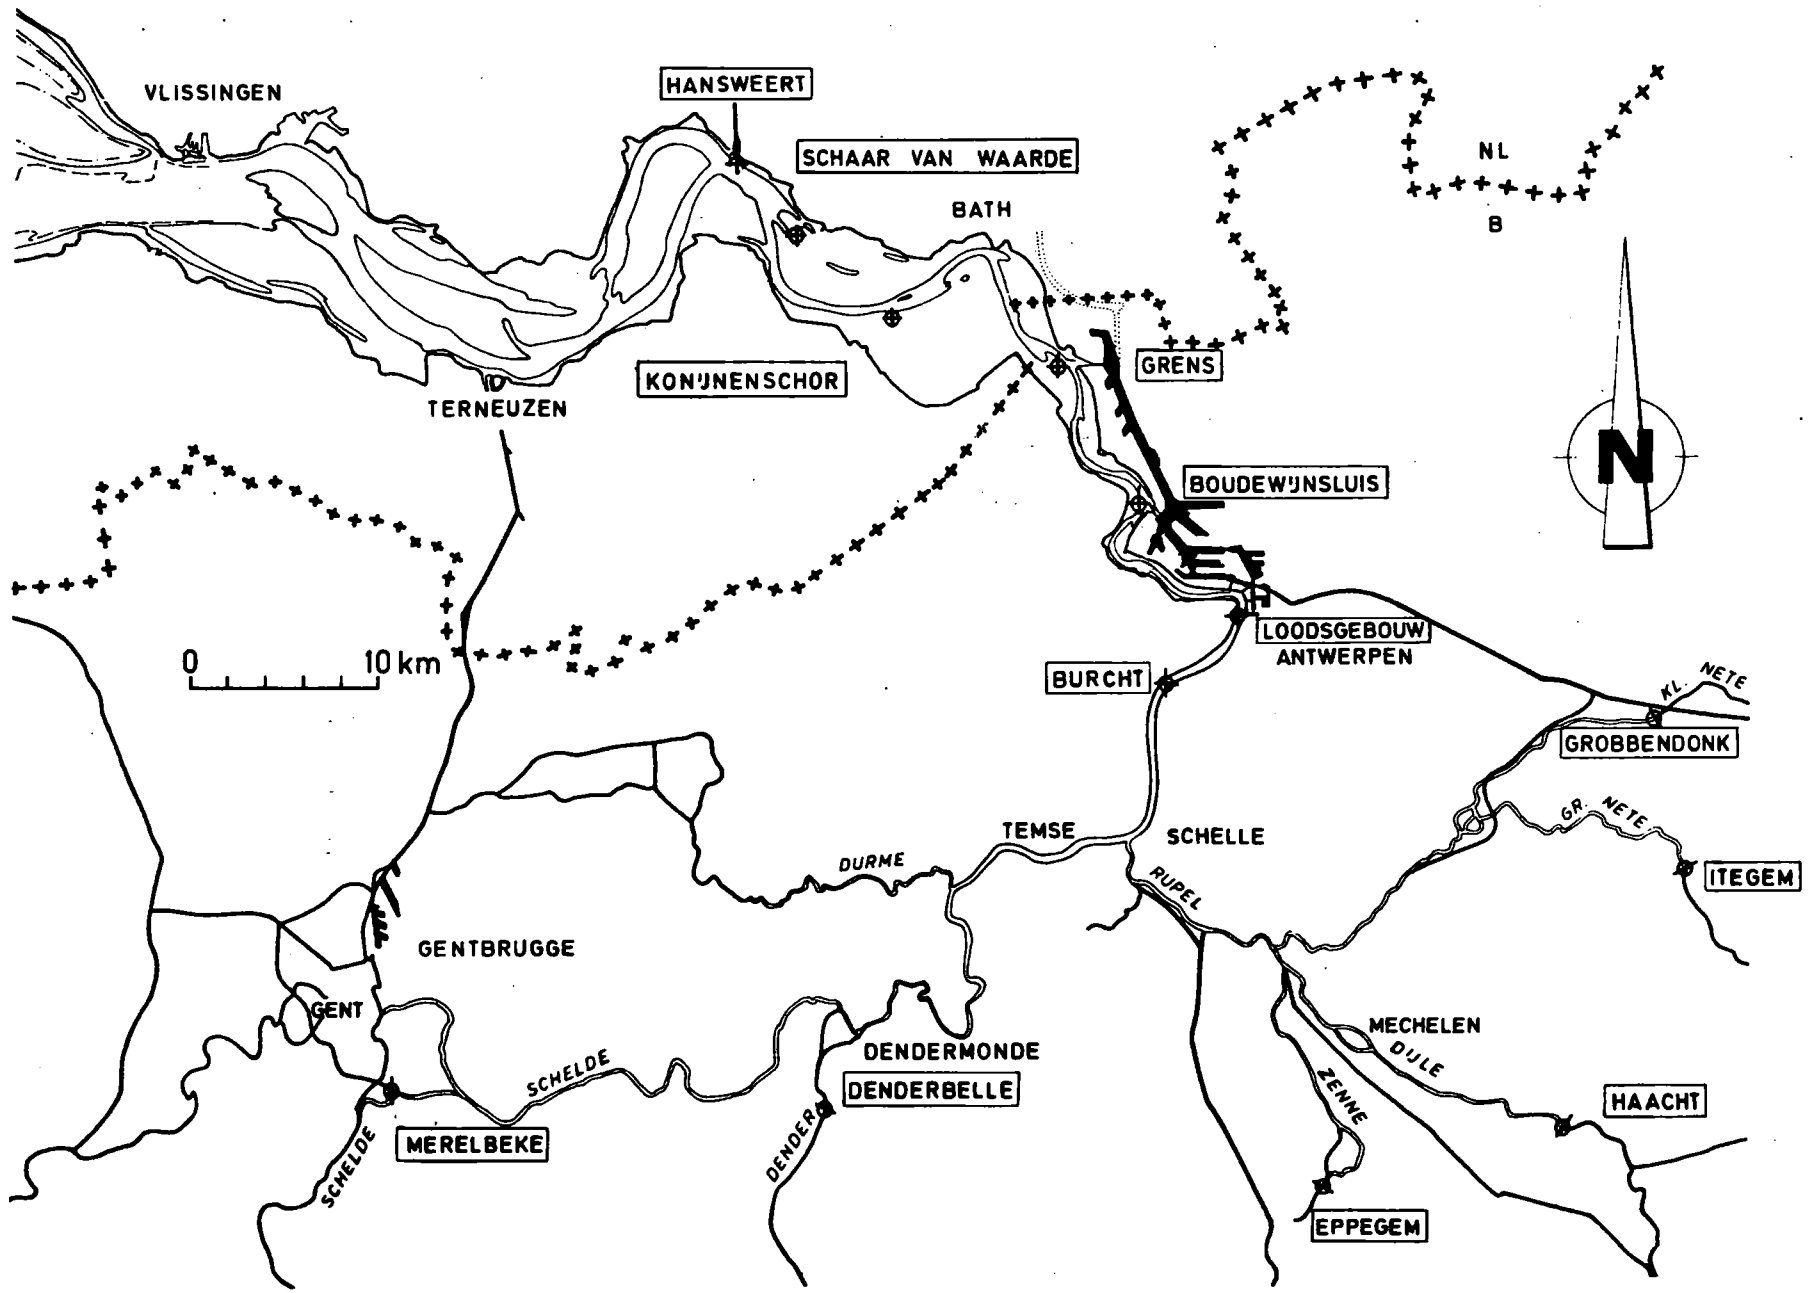 VLISSINGEN
HANSWEERT
SCHAAR VAN WAARDE
BATH
NL
B
KONIJNENSCHOR
GRENS
TERNEUZEN
N
BOUDEWIJNSLUIS
LOODSGEBOUW
ANTWERPEN
0 10 km
BURCHT
KL. NETE
GROBBENDONK
GR. NETE
TEMSE
SCHELLE
DURME
RUPEL
ITEGEM
GENTBRUGGE
GENT
MECHELEN
DIJLE
DENDERMONDE
SCHELDE
DENDERBELLE
ZENNE
HAACHT
MERELBEKE
SCHELDE
DENDER
EPPEGEM